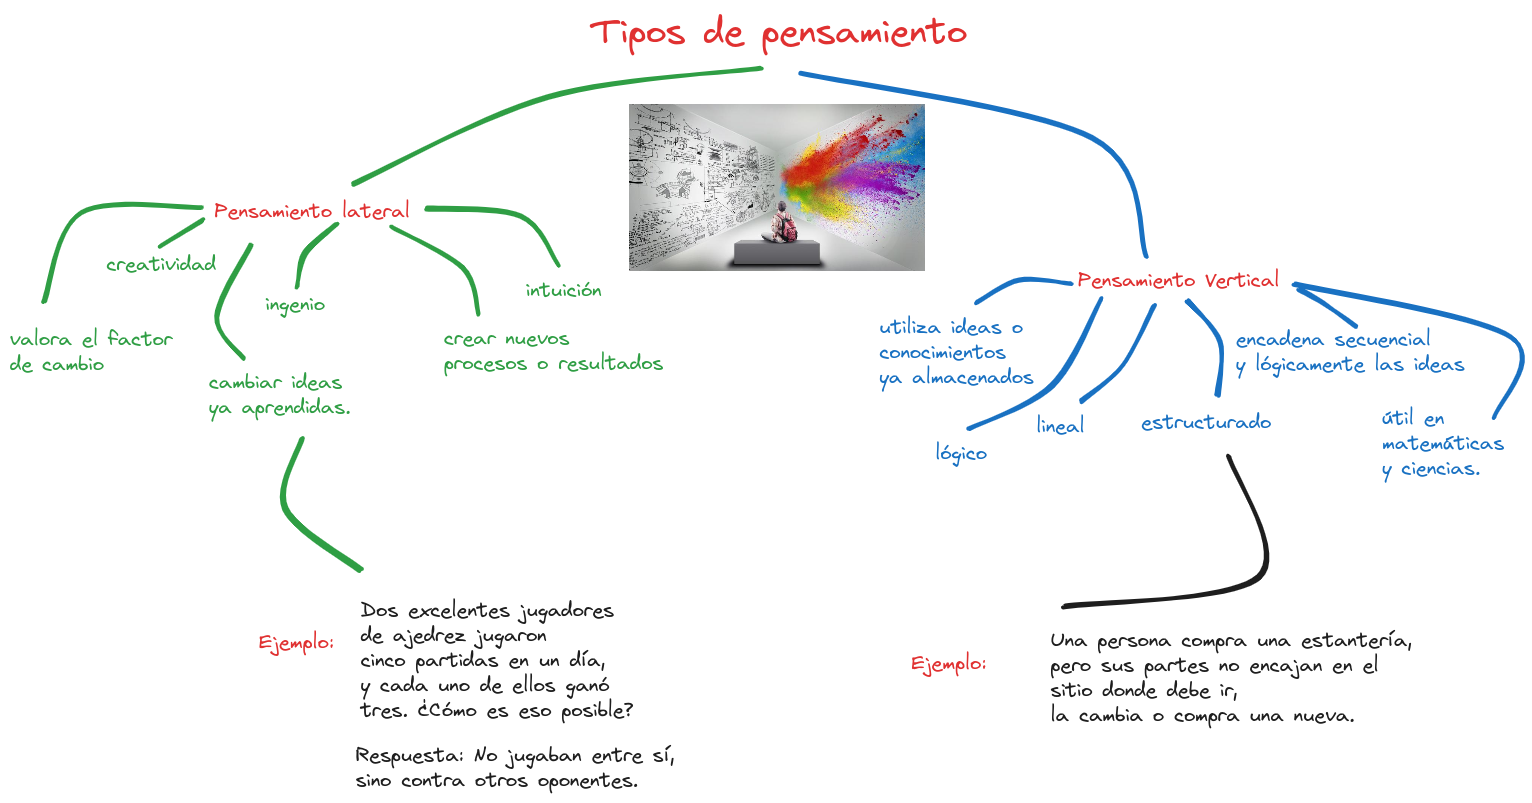 Tipos de pensamiento
Pensamiento lateral
valora el factor
de cambio
creatividad
cambiar ideas
ya aprendidas.
ingenio
crear nuevos
procesos o resultados
intuición
Ejemplo:
Dos excelentes jugadores
de ajedrez jugaron
cinco partidas en un día,
y cada uno de ellos ganó
tres. ¿Cómo es eso posible?
Respuesta: No jugaban entre sí,
sino contra otros oponentes.
Pensamiento Vertical
utiliza ideas o
conocimientos
ya almacenados
lógico
lineal
estructurado
encadena secuencial
y lógicamente las ideas
útil en
matemáticas
y ciencias.
Ejemplo:
Una persona compra una estantería,
pero sus partes no encajan en el
sitio donde debe ir,
la cambia o compra una nueva.